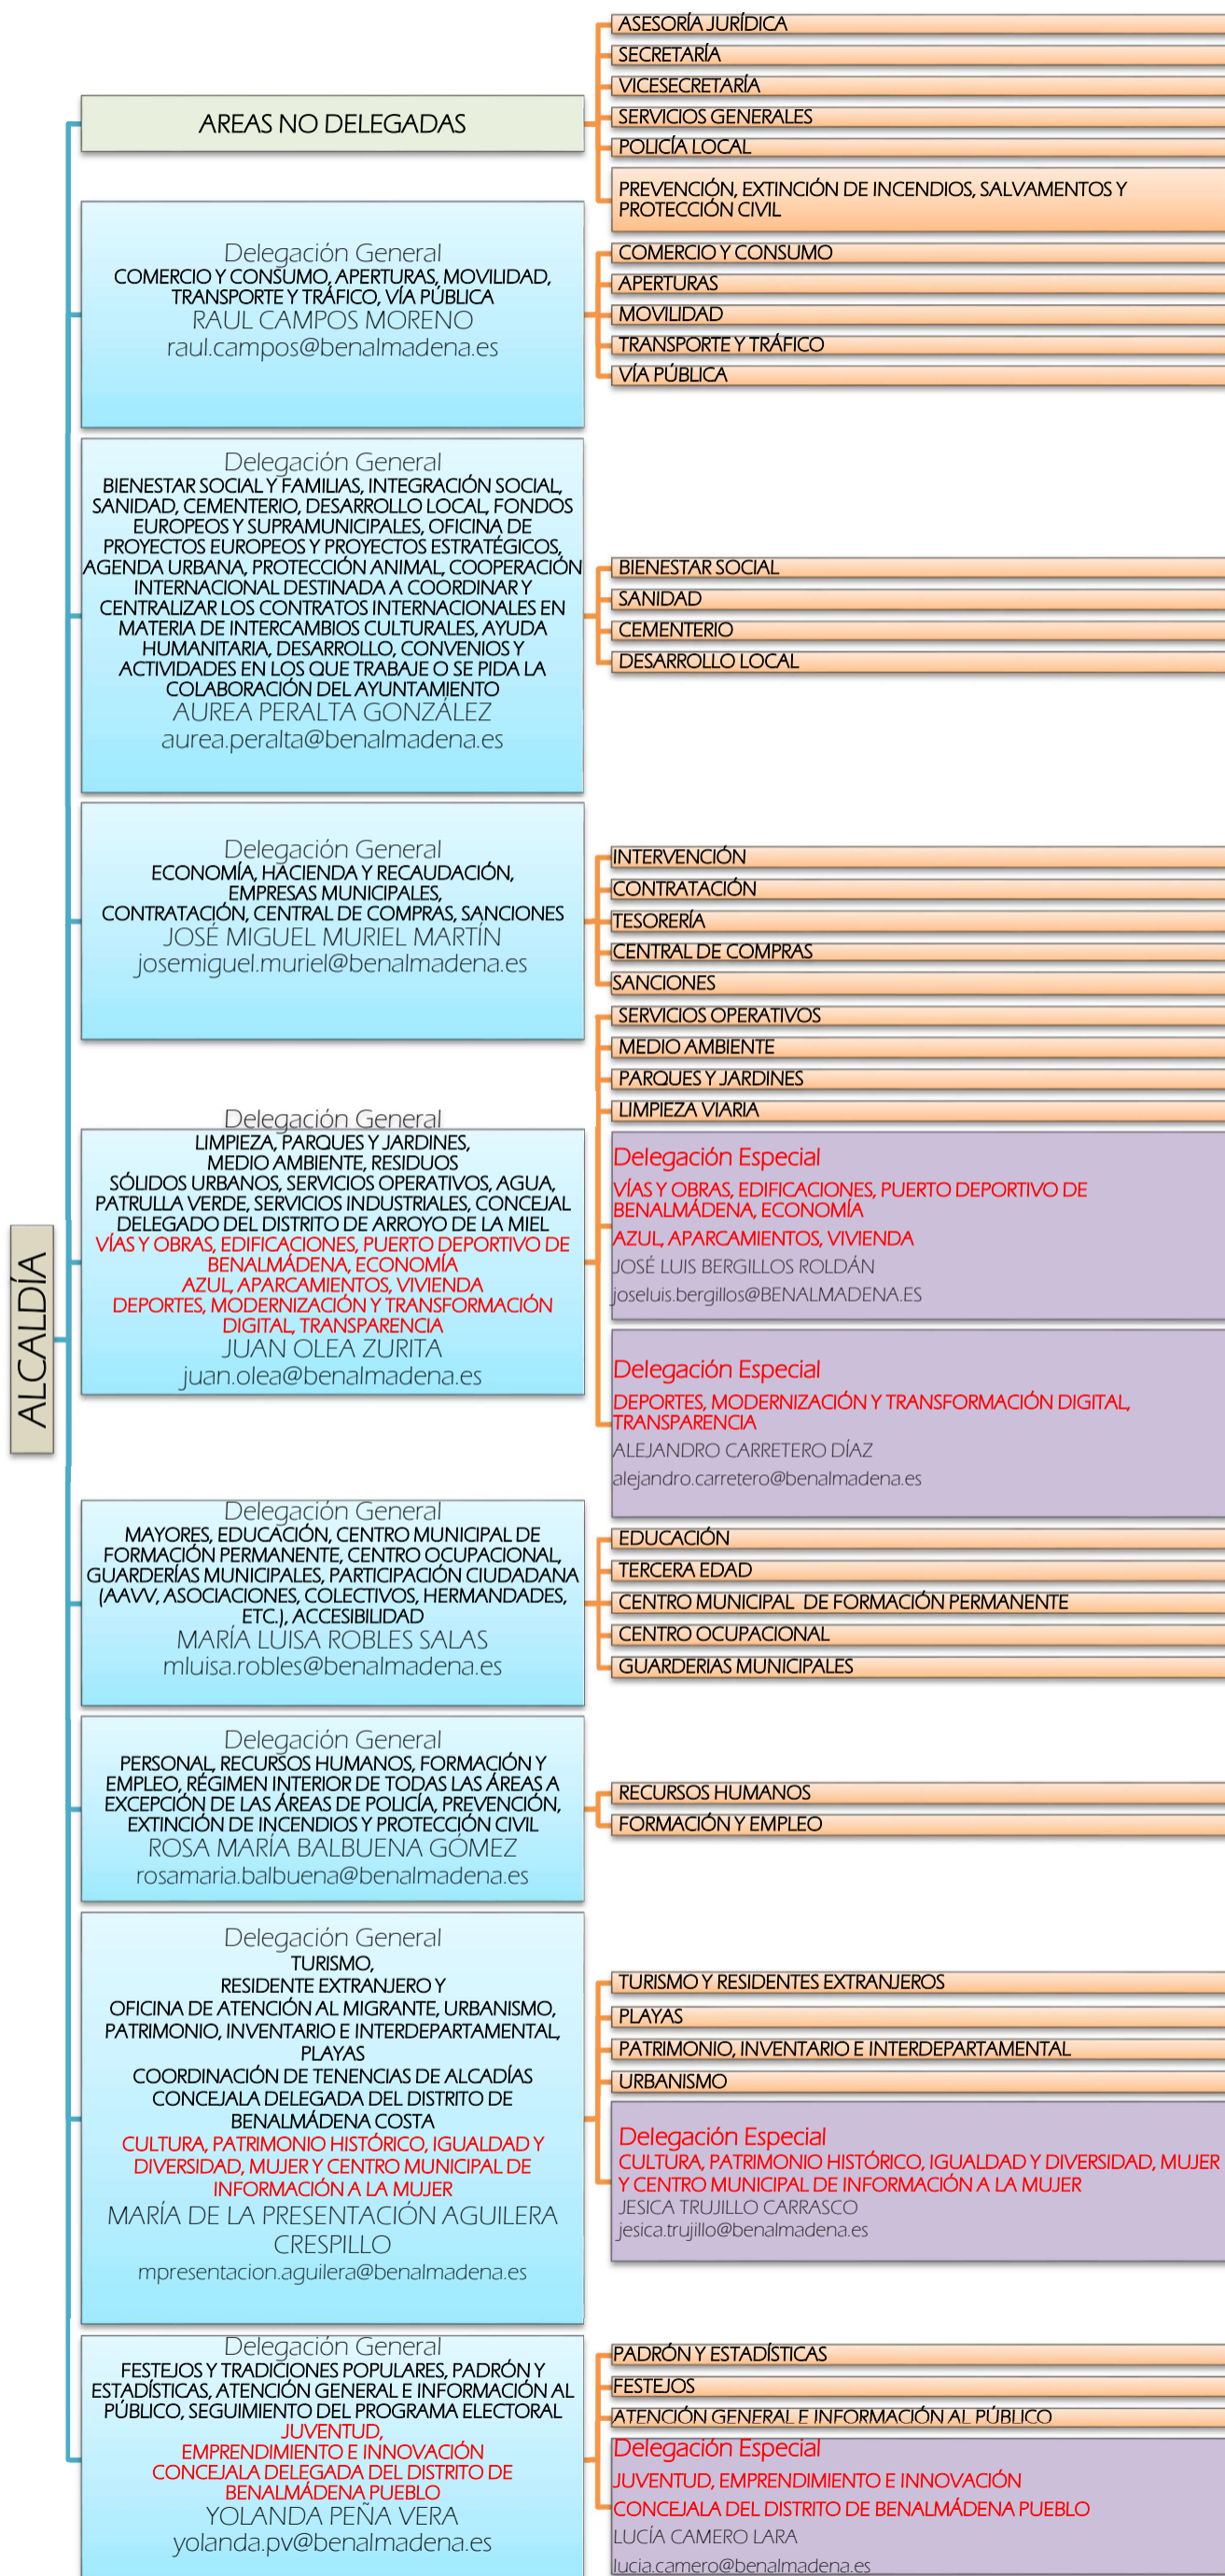 ALCALDÍA
AREAS NO DELEGADAS
ASESORÍA JURÍDICA
SECRETARÍA
VICESECRETARÍA
SERVICIOS GENERALES
POLICÍA LOCAL
PREVENCIÓN, EXTINCIÓN DE INCENDIOS, SALVAMENTOS Y
PROTECCIÓN CIVIL
Delegación General
COMERCIO Y CONSUMO, APERTURAS, MOVILIDAD,
TRANSPORTE Y TRÁFICO, VÍA PÚBLICA
RAUL CAMPOS MORENO
raul.campos@benalmadena.es
COMERCIO Y CONSUMO
APERTURAS
MOVILIDAD
TRANSPORTE Y TRÁFICO
VÍA PÚBLICA
Delegación General
BIENESTAR SOCIAL Y FAMILIAS, INTEGRACIÓN SOCIAL,
SANIDAD, CEMENTERIO, DESARROLLO LOCAL, FONDOS
EUROPEOS Y SUPRAMUNICIPALES, OFICINA DE
PROYECTOS EUROPEOS Y PROYECTOS ESTRATÉGICOS,
AGENDA URBANA, PROTECCIÓN ANIMAL, COOPERACIÓN
INTERNACIONAL DESTINADA A COORDINAR Y
CENTRALIZAR LOS CONTRATOS INTERNACIONALES EN
MATERIA DE INTERCAMBIOS CULTURALES, AYUDA
HUMANITARIA, DESARROLLO, CONVENIOS Y
ACTIVIDADES EN LOS QUE TRABAJE O SE PIDA LA
COLABORACIÓN DEL AYUNTAMIENTO
AUREA PERALTA GONZÁLEZ
aurea.peralta@benalmadena.es
BIENESTAR SOCIAL
SANIDAD
CEMENTERIO
DESARROLLO LOCAL
Delegación General
ECONOMÍA, HACIENDA Y RECAUDACIÓN,
EMPRESAS MUNICIPALES,
CONTRATACIÓN, CENTRAL DE COMPRAS, SANCIONES
JOSÉ MIGUEL MURIEL MARTÍN
josemiguel.muriel@benalmadena.es
INTERVENCIÓN
CONTRATACIÓN
TESORERÍA
CENTRAL DE COMPRAS
SANCIONES
Delegación General
LIMPIEZA, PARQUES Y JARDINES,
MEDIO AMBIENTE, RESIDUOS
SÓLIDOS URBANOS, SERVICIOS OPERATIVOS, AGUA,
PATRULLA VERDE, SERVICIOS INDUSTRIALES, CONCEJAL
DELEGADO DEL DISTRITO DE ARROYO DE LA MIEL
VÍAS Y OBRAS, EDIFICACIONES, PUERTO DEPORTIVO DE
BENALMÁDENA, ECONOMÍA
AZUL, APARCAMIENTOS, VIVIENDA
DEPORTES, MODERNIZACIÓN Y TRANSFORMACIÓN
DIGITAL, TRANSPARENCIA
JUAN OLEA ZURITA
juan.olea@benalmadena.es
SERVICIOS OPERATIVOS
MEDIO AMBIENTE
PARQUES Y JARDINES
LIMPIEZA VIARIA
Delegación Especial
VÍAS Y OBRAS, EDIFICACIONES, PUERTO DEPORTIVO DE
BENALMÁDENA, ECONOMÍA
AZUL, APARCAMIENTOS, VIVIENDA
JOSÉ LUIS BERGILLOS ROLDÁN
joseluis.bergillos@BENALMADENA.ES
Delegación Especial
DEPORTES, MODERNIZACIÓN Y TRANSFORMACIÓN DIGITAL,
TRANSPARENCIA
ALEJANDRO CARRETERO DÍAZ
alejandro.carretero@benalmadena.es
Delegación General
MAYORES, EDUCACIÓN, CENTRO MUNICIPAL DE
FORMACIÓN PERMANENTE, CENTRO OCUPACIONAL,
GUARDERÍAS MUNICIPALES, PARTICIPACIÓN CIUDADANA
(AAVV, ASOCIACIONES, COLECTIVOS, HERMANDADES,
ETC.), ACCESIBILIDAD
MARÍA LUISA ROBLES SALAS
mluisa.robles@benalmadena.es
EDUCACIÓN
TERCERA EDAD
CENTRO MUNICIPAL  DE FORMACIÓN PERMANENTE
CENTRO OCUPACIONAL
GUARDERIAS MUNICIPALES
Delegación General
PERSONAL, RECURSOS HUMANOS, FORMACIÓN Y
EMPLEO, RÉGIMEN INTERIOR DE TODAS LAS ÁREAS A
EXCEPCIÓN DE LAS ÁREAS DE POLICÍA, PREVENCIÓN,
EXTINCIÓN DE INCENDIOS Y PROTECCIÓN CIVIL
ROSA MARÍA BALBUENA GÓMEZ
rosamaria.balbuena@benalmadena.es
RECURSOS HUMANOS
FORMACIÓN Y EMPLEO
Delegación General
TURISMO,
RESIDENTE EXTRANJERO Y
OFICINA DE ATENCIÓN AL MIGRANTE, URBANISMO,
PATRIMONIO, INVENTARIO E INTERDEPARTAMENTAL,
PLAYAS
COORDINACIÓN DE TENENCIAS DE ALCADÍAS
CONCEJALA DELEGADA DEL DISTRITO DE
BENALMÁDENA COSTA
CULTURA, PATRIMONIO HISTÓRICO, IGUALDAD Y
DIVERSIDAD, MUJER Y CENTRO MUNICIPAL DE
INFORMACIÓN A LA MUJER
MARÍA DE LA PRESENTACIÓN AGUILERA
CRESPILLO
mpresentacion.aguilera@benalmadena.es
TURISMO Y RESIDENTES EXTRANJEROS
PLAYAS
PATRIMONIO, INVENTARIO E INTERDEPARTAMENTAL
URBANISMO
Delegación Especial
CULTURA, PATRIMONIO HISTÓRICO, IGUALDAD Y DIVERSIDAD, MUJER
Y CENTRO MUNICIPAL DE INFORMACIÓN A LA MUJER
JESICA TRUJILLO CARRASCO
jesica.trujillo@benalmadena.es
Delegación General
FESTEJOS Y TRADICIONES POPULARES, PADRÓN Y
ESTADÍSTICAS, ATENCIÓN GENERAL E INFORMACIÓN AL
PÚBLICO, SEGUIMIENTO DEL PROGRAMA ELECTORAL
JUVENTUD,
EMPRENDIMIENTO E INNOVACIÓN
CONCEJALA DELEGADA DEL DISTRITO DE
BENALMÁDENA PUEBLO
YOLANDA PEÑA VERA
yolanda.pv@benalmadena.es
PADRÓN Y ESTADÍSTICAS
FESTEJOS
ATENCIÓN GENERAL E INFORMACIÓN AL PÚBLICO
Delegación Especial
JUVENTUD, EMPRENDIMIENTO E INNOVACIÓN
CONCEJALA DEL DISTRITO DE BENALMÁDENA PUEBLO
LUCÍA CAMERO LARA
lucia.camero@benalmadena.es